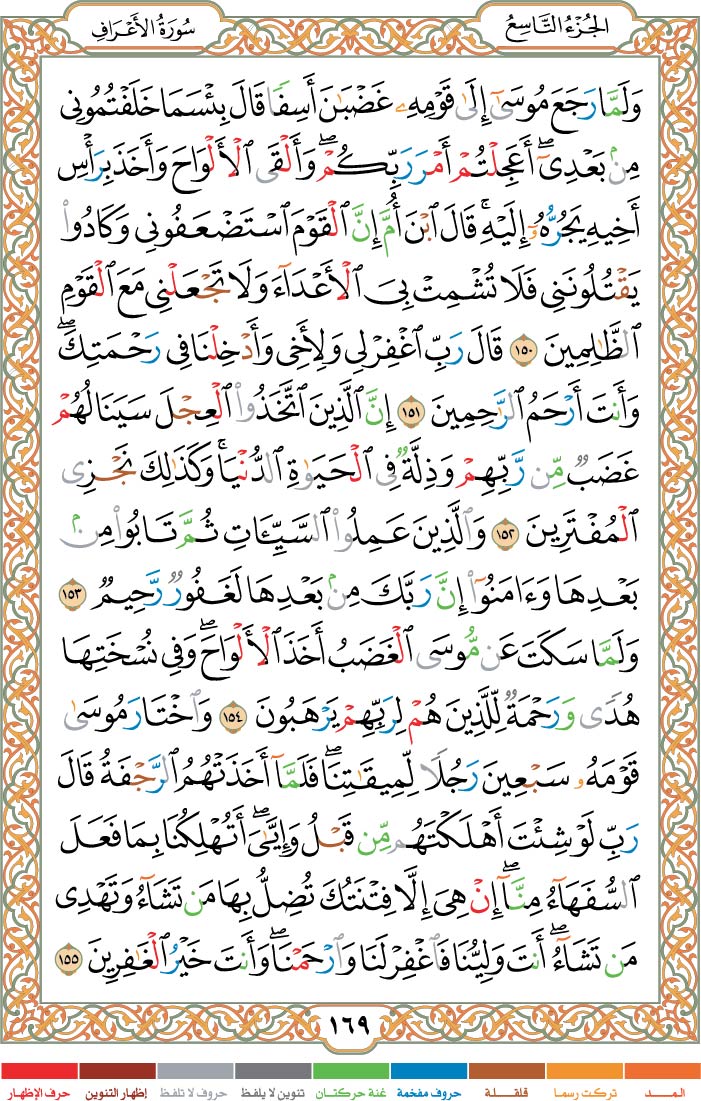 الجُزْءُ التَّاسِعُ
سُورَةُ الأَعْرَافِ
وَلَمَّا رَجَعَ مُوسَىٰٓ إِلَىٰ قَوْمِهِۦ غَضْبَٰنَ أَسِفًا قَالَ بِئْسَمَا خَلَفْتُمُونِى
مِنۢ بَعْدِىٓ ۖ أَعَجِلْتُمْ أَمْرَ رَبِّكُمْ ۖ وَأَلْقَى ٱلْأَلْوَاحَ وَأَخَذَ بِرَأْسِ
أَخِيهِ يَجُرُّهُۥٓ إِلَيْهِ ۚ قَالَ ٱبْنَ أُمَّ إِنَّ ٱلْقَوْمَ ٱسْتَضْعَفُونِى وَكَادُوا۟
يَقْتُلُونَنِى فَلَا تُشْمِتْ بِىَ ٱلْأَعْدَآءَ وَلَا تَجْعَلْنِى مَعَ ٱلْقَوْمِ
ٱلظَّٰلِمِينَ ١٥٠ قَالَ رَبِّ ٱغْفِرْ لِى وَلِأَخِى وَأَدْخِلْنَا فِى رَحْمَتِكَ ۖ
وَأَنتَ أَرْحَمُ ٱلرَّٰحِمِينَ ١٥١ إِنَّ ٱلَّذِينَ ٱتَّخَذُوا۟ ٱلْعِجْلَ سَيَنَالُهُمْ
غَضَبٌ مِّن رَّبِّهِمْ وَذِلَّةٌ فِى ٱلْحَيَوٰةِ ٱلدُّنْيَا ۚ وَكَذَٰلِكَ نَجْزِى
ٱلْمُفْتَرِينَ ١٥٢ وَٱلَّذِينَ عَمِلُوا۟ ٱلسَّيِّـَٔاتِ ثُمَّ تَابُوا۟ مِنۢ
بَعْدِهَا وَءَامَنُوٓا۟ إِنَّ رَبَّكَ مِنۢ بَعْدِهَا لَغَفُورٌ رَّحِيمٌ ١٥٣
وَلَمَّا سَكَتَ عَن مُّوسَى ٱلْغَضَبُ أَخَذَ ٱلْأَلْوَاحَ ۖ وَفِى نُسْخَتِهَا
هُدًى وَرَحْمَةٌ لِّلَّذِينَ هُمْ لِرَبِّهِمْ يَرْهَبُونَ ١٥٤ وَٱخْتَارَ مُوسَىٰ
قَوْمَهُۥ سَبْعِينَ رَجُلًا لِّمِيقَٰتِنَا ۖ فَلَمَّآ أَخَذَتْهُمُ ٱلرَّجْفَةُ قَالَ
رَبِّ لَوْ شِئْتَ أَهْلَكْتَهُم مِّن قَبْلُ وَإِيَّٰىَ ۖ أَتُهْلِكُنَا بِمَا فَعَلَ
ٱلسُّفَهَآءُ مِنَّآ ۖ إِنْ هِىَ إِلَّا فِتْنَتُكَ تُضِلُّ بِهَا مَن تَشَآءُ وَتَهْدِى
مَن تَشَآءُ ۖ أَنتَ وَلِيُّنَا فَٱغْفِرْ لَنَا وَٱرْحَمْنَا ۖ وَأَنتَ خَيْرُ ٱلْغَٰفِرِينَ ١٥٥
١٦٩
المــد
تركت رسما
قلقلة
حروف مفخمة
غنة حركتان
تنوين لا يلفظ
حروف لا تلفظ
إظهار التنوين
حرف الإظهار